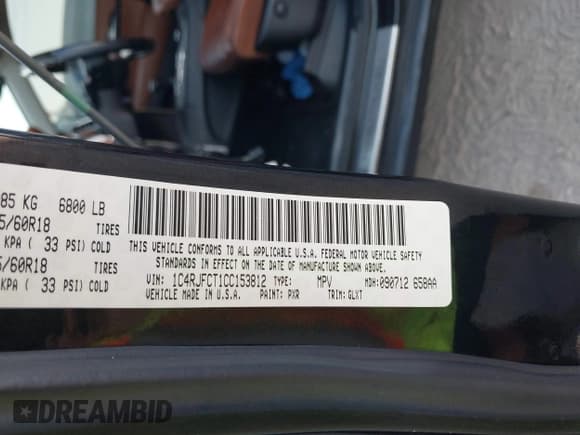 85 KG 6800 LB
5/60R18 TIRES
KPA ( 33 PSI) COLD
5/60R18 TIRES
KPA ( 33 PSI) COLD
THIS VEHICLE CONFORMS TO ALL APPLICABLE U.S.A. FEDERAL MOTOR VEHICLE SAFETY
STANDARDS IN EFFECT ON THE DATE OF MANUFACTURE SHOWN ABOVE.
VIN: 1C4RJFCT1CC153812 TYPE: MPV MDH: 090712 658AA
VEHICLE MADE IN U.S.A. PAINT: PXR TRIM: GLXT
DREAMBID